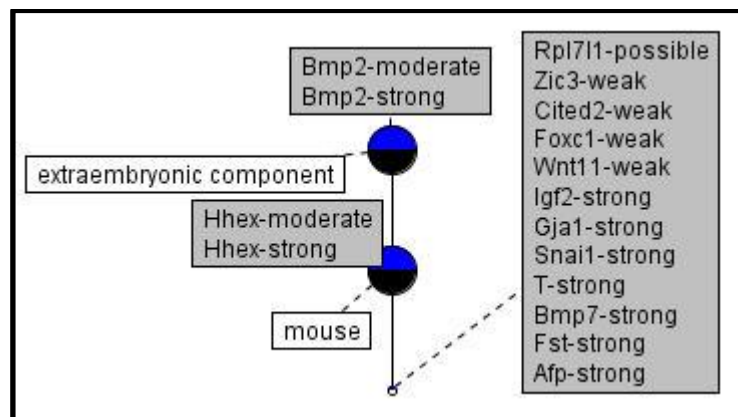 Bmp2-moderate
Bmp2-strong
extraembryonic component
Hhex-moderate
Hhex-strong
mouse
Rpl7l1-possible
Zic3-weak
Cited2-weak
Foxc1-weak
Wnt11-weak
Igf2-strong
Gja1-strong
Snai1-strong
T-strong
Bmp7-strong
Fst-strong
Afp-strong